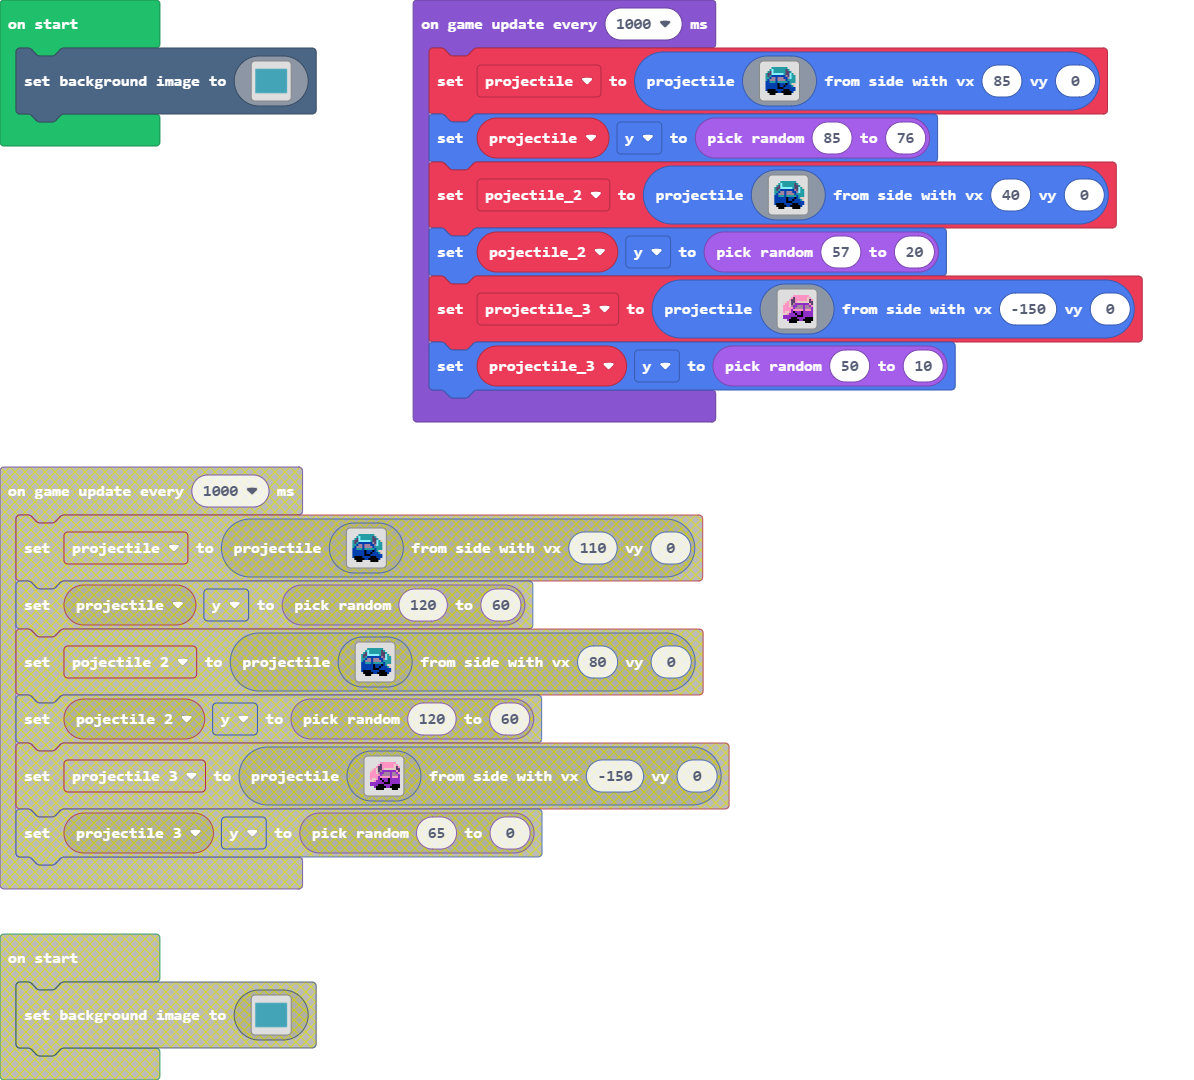 on start
set background image to
on game update every 1000 ms
set projectile to projectile from side with vx 85 vy 0
set projectile y to pick random 85 to 76
set pojectile_2 to projectile from side with vx 40 vy 0
set pojectile_2 y to pick random 57 to 20
set projectile_3 to projectile from side with vx -150 vy 0
set projectile_3 y to pick random 50 to 10
on game update every 1000 ms
set projectile to projectile from side with vx 110 vy 0
set projectile y to pick random 120 to 60
set pojectile 2 to projectile from side with vx 80 vy 0
set pojectile 2 y to pick random 120 to 60
set projectile 3 to projectile from side with vx -150 vy 0
set projectile 3 y to pick random 65 to 0
on start
set background image to